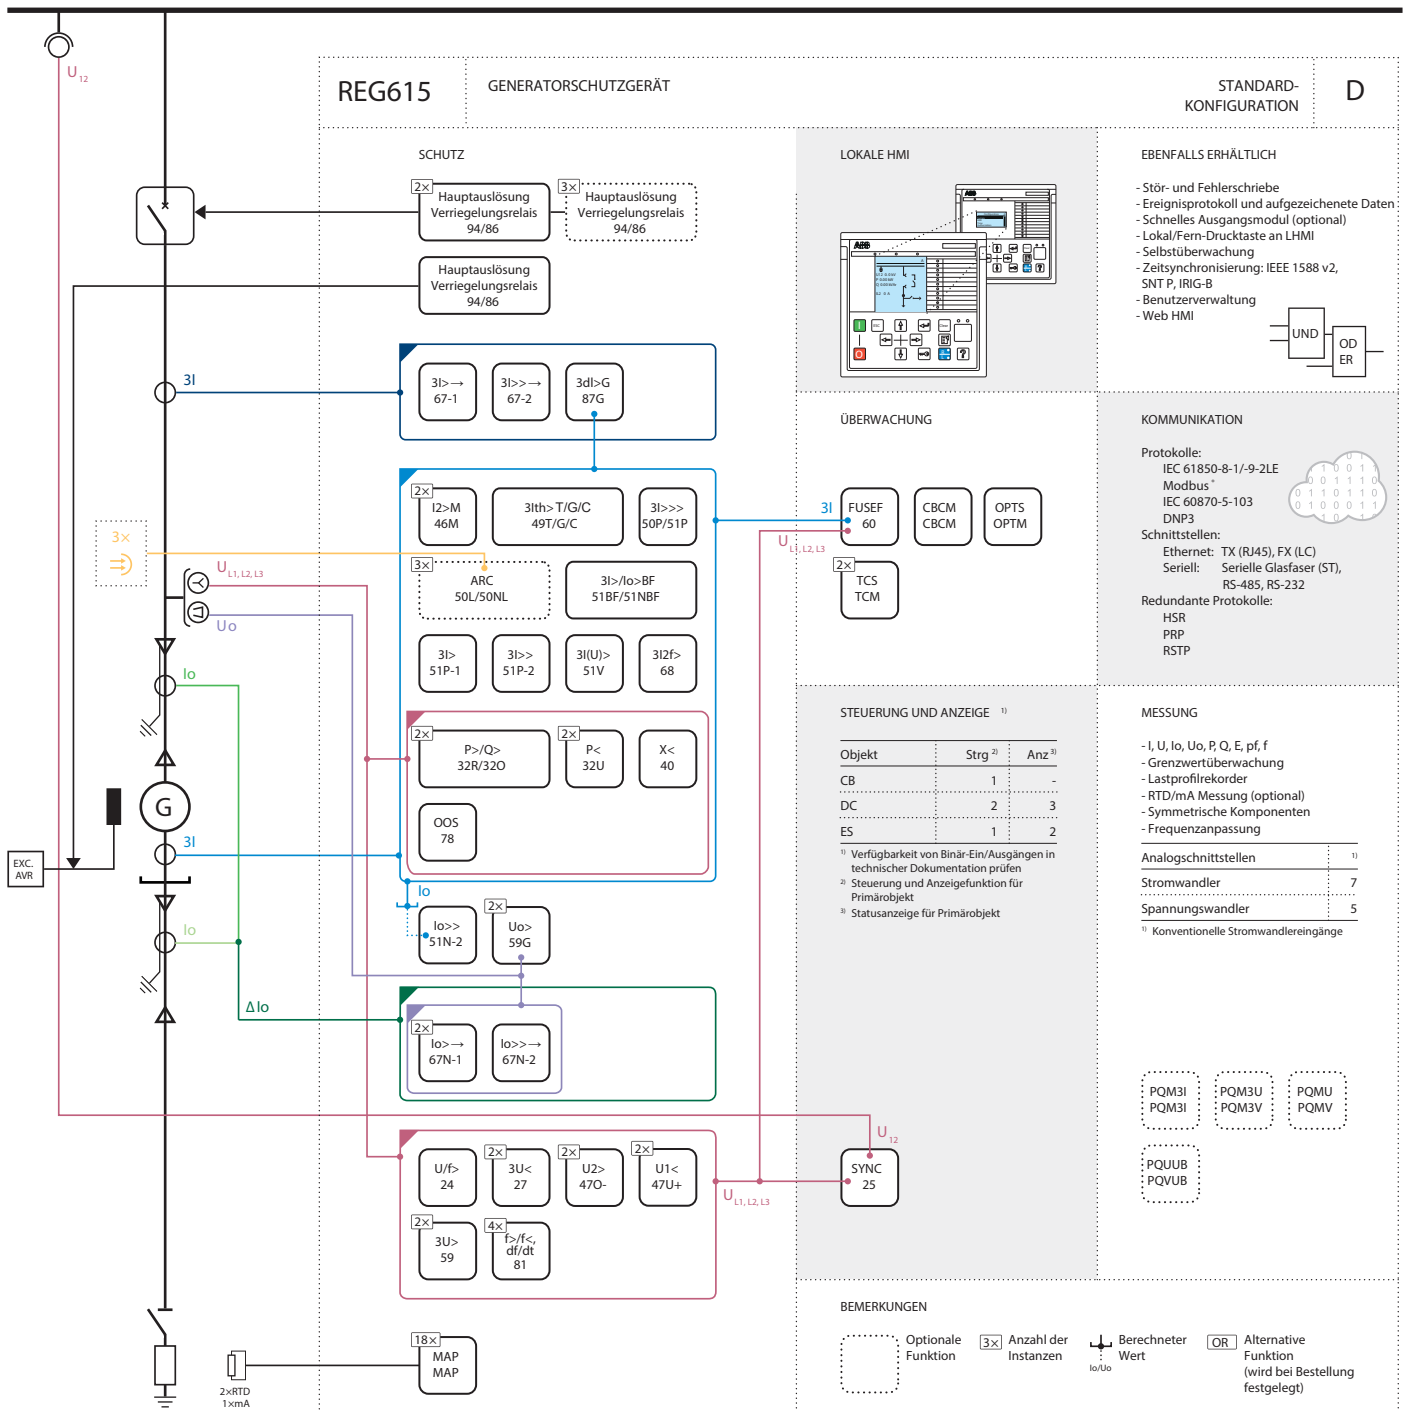 U12
REG615
GENERATORSCHUTZGERÄT
STANDARD-
KONFIGURATION
D
SCHUTZ
2×
Hauptauslösung
Verriegelungsrelais
94/86
3×
Hauptauslösung
Verriegelungsrelais
94/86
Hauptauslösung
Verriegelungsrelais
94/86
3I
3I>→
67-1
3I>>→
67-2
3dI>G
87G
2×
I2>M
46M
3Ith>T/G/C
49T/G/C
3I>>>
50P/51P
3×
3×
ARC
50L/50NL
3I>/Io>BF
51BF/51NBF
UL1, L2, L3
Uo
3I>
51P-1
3I>>
51P-2
3I(U)>
51V
3I2f>
68
Io
2×
P>/Q>
32R/32O
2×
P<
32U
X<
40
OOS
78
G
3I
EXC.
AVR
Io
Io>>
51N-2
2×
Uo>
59G
Io
Δ Io
2×
Io>→
67N-1
Io>>→
67N-2
U/f>
24
2×
3U<
27
2×
U2>
47O-
2×
U1<
47U+
2×
3U>
59
4×
f>/f<,
df/dt
81
UL1, L2, L3
18×
MAP
MAP
2×RTD
1×mA
LOKALE HMI
ABB
ABB
ÜBERWACHUNG
3I
UL1, L2, L3
FUSEF
60
CBCM
CBCM
OPTS
OPTM
2×
TCS
TCM
STEUERUNG UND ANZEIGE 1)
Objekt Strg 2) Anz 3)
CB 1 -
DC 2 3
ES 1 2
1) Verfügbarkeit von Binär-Ein/Ausgängen in
technischer Dokumentation prüfen
2) Steuerung und Anzeigefunktion für
Primärobjekt
3) Statusanzeige für Primärobjekt
U12
SYNC
25
EBENFALLS ERHÄLTLICH
- Stör- und Fehlerschriebe
- Ereignisprotokoll und aufgezeichenete Daten
- Schnelles Ausgangsmodul (optional)
- Lokal/Fern-Drucktaste an LHMI
- Selbstüberwachung
- Zeitsynchronisierung: IEEE 1588 v2,
SNT P, IRIG-B
- Benutzerverwaltung
- Web HMI
UND
OD
ER
KOMMUNIKATION
Protokolle:
IEC 61850-8-1/-9-2LE
Modbus*
IEC 60870-5-103
DNP3
Schnittstellen:
Ethernet: TX (RJ45), FX (LC)
Seriell: Serielle Glasfaser (ST),
RS-485, RS-232
Redundante Protokolle:
HSR
PRP
RSTP
MESSUNG
- I, U, Io, Uo, P, Q, E, pf, f
- Grenzwertüberwachung
- Lastprofilrekorder
- RTD/mA Messung (optional)
- Symmetrische Komponenten
- Frequenzanpassung
Analogschnittstellen 1)
Stromwandler 7
Spannungswandler 5
1) Konventionelle Stromwandlereingänge
PQM3I
PQM3I
PQM3U
PQM3V
PQMU
PQMV
PQUUB
PQVUB
BEMERKUNGEN
Optionale
Funktion
3×
Anzahl der
Instanzen
Io/Uo
Berechneter
Wert
OR
Alternative
Funktion
(wird bei Bestellung
festgelegt)